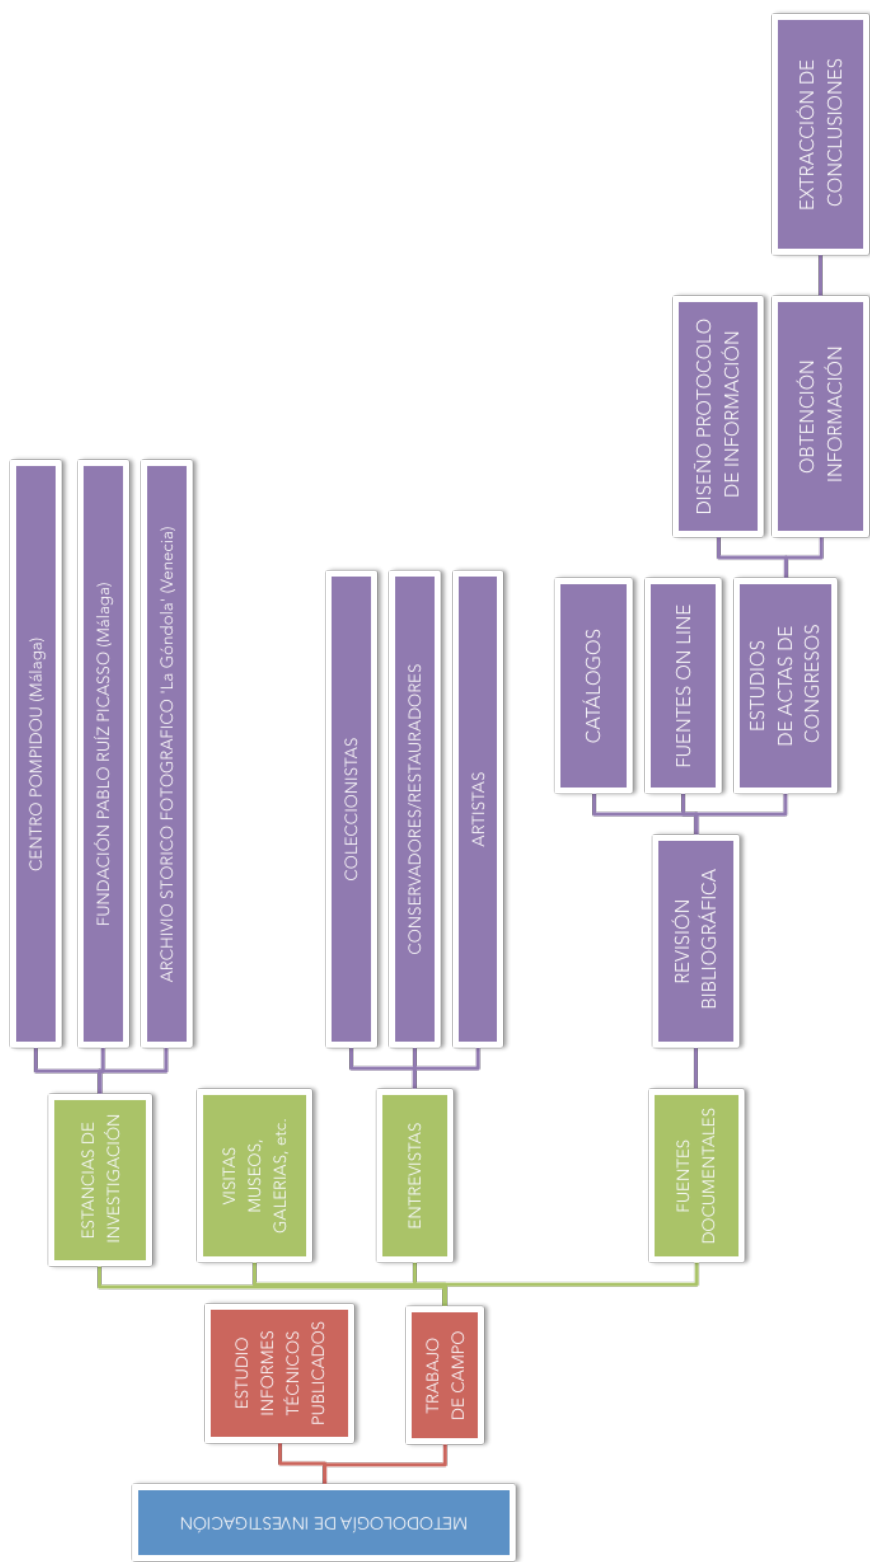 METODOLOGÍA DE INVESTIGACIÓN
ESTUDIO
INFORMES
TÉCNICOS
PUBLICADOS
TRABAJO
DE CAMPO
ESTANCIAS DE
INVESTIGACIÓN
CENTRO POMPIDOU (Málaga)
FUNDACIÓN PABLO RUÍZ PICASSO (Málaga)
ARCHIVIO STORICO FOTOGRAFICO 'La Góndola' (Venecia)
VISITAS
MUSEOS,
GALERIAS, etc.
ENTREVISTAS
COLECCIONISTAS
CONSERVADORES/RESTAURADORES
ARTISTAS
FUENTES
DOCUMENTALES
REVISIÓN
BIBLIOGRÁFICA
CATÁLOGOS
FUENTES ON LINE
ESTUDIOS
DE ACTAS DE
CONGRESOS
DISEÑO PROTOCOLO
DE INFORMACIÓN
OBTENCIÓN
INFORMACIÓN
EXTRACCIÓN DE
CONCLUSIONES